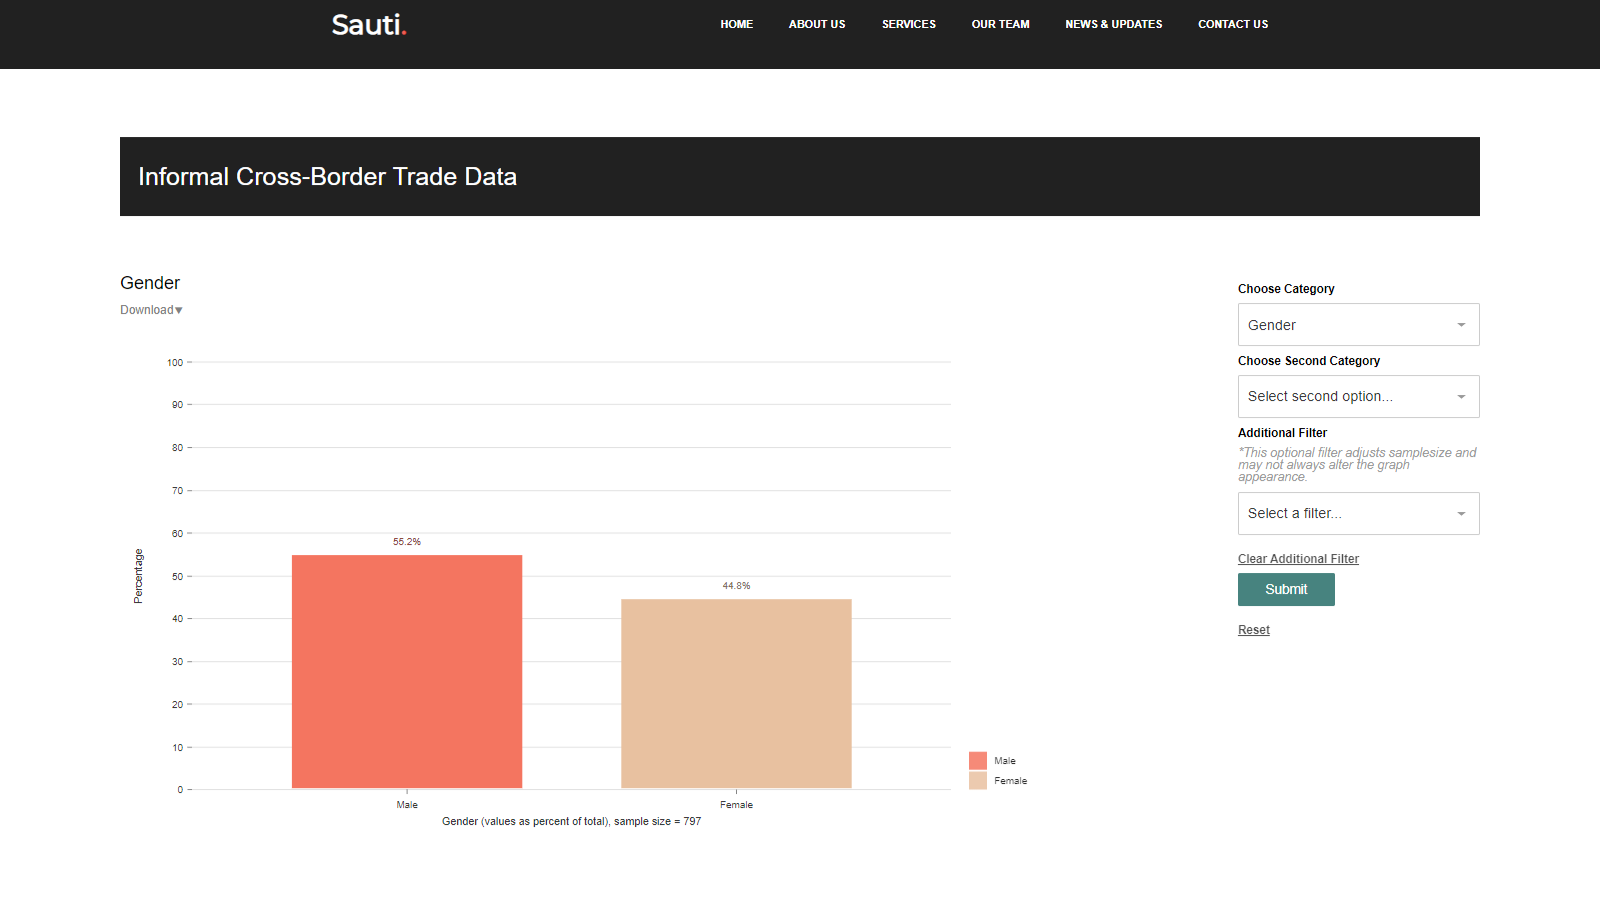 Sauti.
HOME ABOUT US SERVICES OUR TEAM NEWS & UPDATES CONTACT US
Informal Cross-Border Trade Data
Gender
Download▾
100
90
80
70
60
50
40
30
20
10
0
Percentage
55.2%
44.8%
Male Female
Gender (values as percent of total), sample size = 797
Male
Female
Choose Category
Gender
Choose Second Category
Select second option...
Additional Filter
*This optional filter adjusts samplesize and
may not always alter the graph
appearance.
Select a filter...
Clear Additional Filter
Submit
Reset